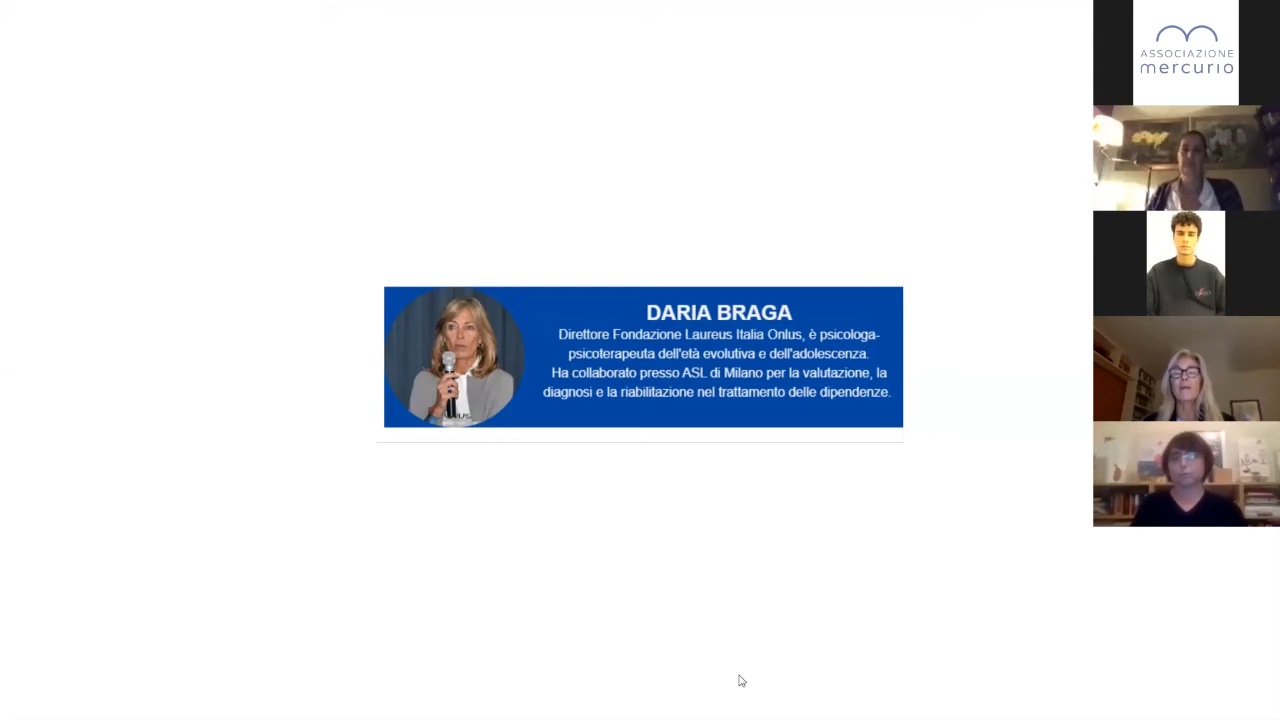 DARIA BRAGA
Direttore Fondazione Laureus Italia Onlus, è psicologa-
psicoterapeuta dell'età evolutiva e dell'adolescenza.
Ha collaborato presso ASL di Milano per la valutazione, la
diagnosi e la riabilitazione nel trattamento delle dipendenze.
ASSOCIAZIONE
mercurio